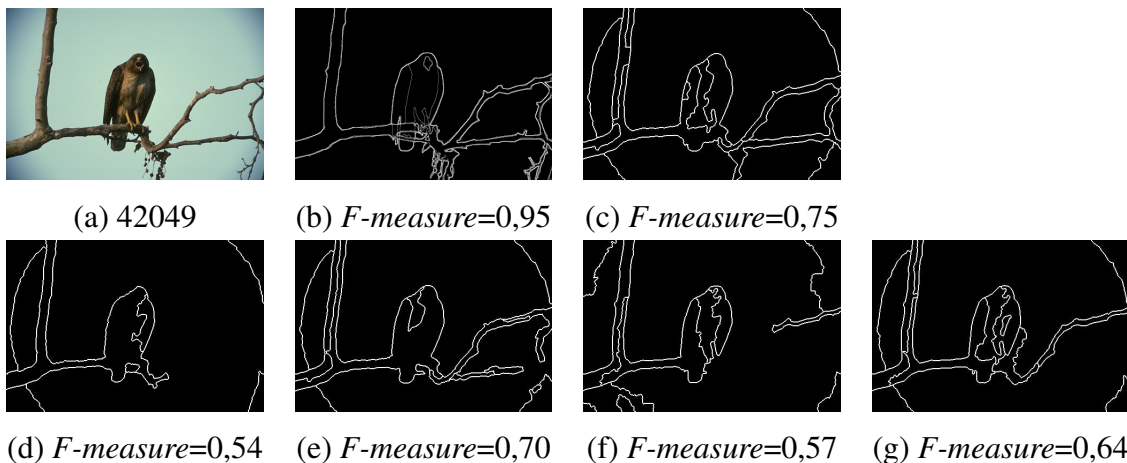 (a) 42049
(b) F-measure=0,95
(c) F-measure=0,75
(d) F-measure=0,54
(e) F-measure=0,70
(f) F-measure=0,57
(g) F-measure=0,64